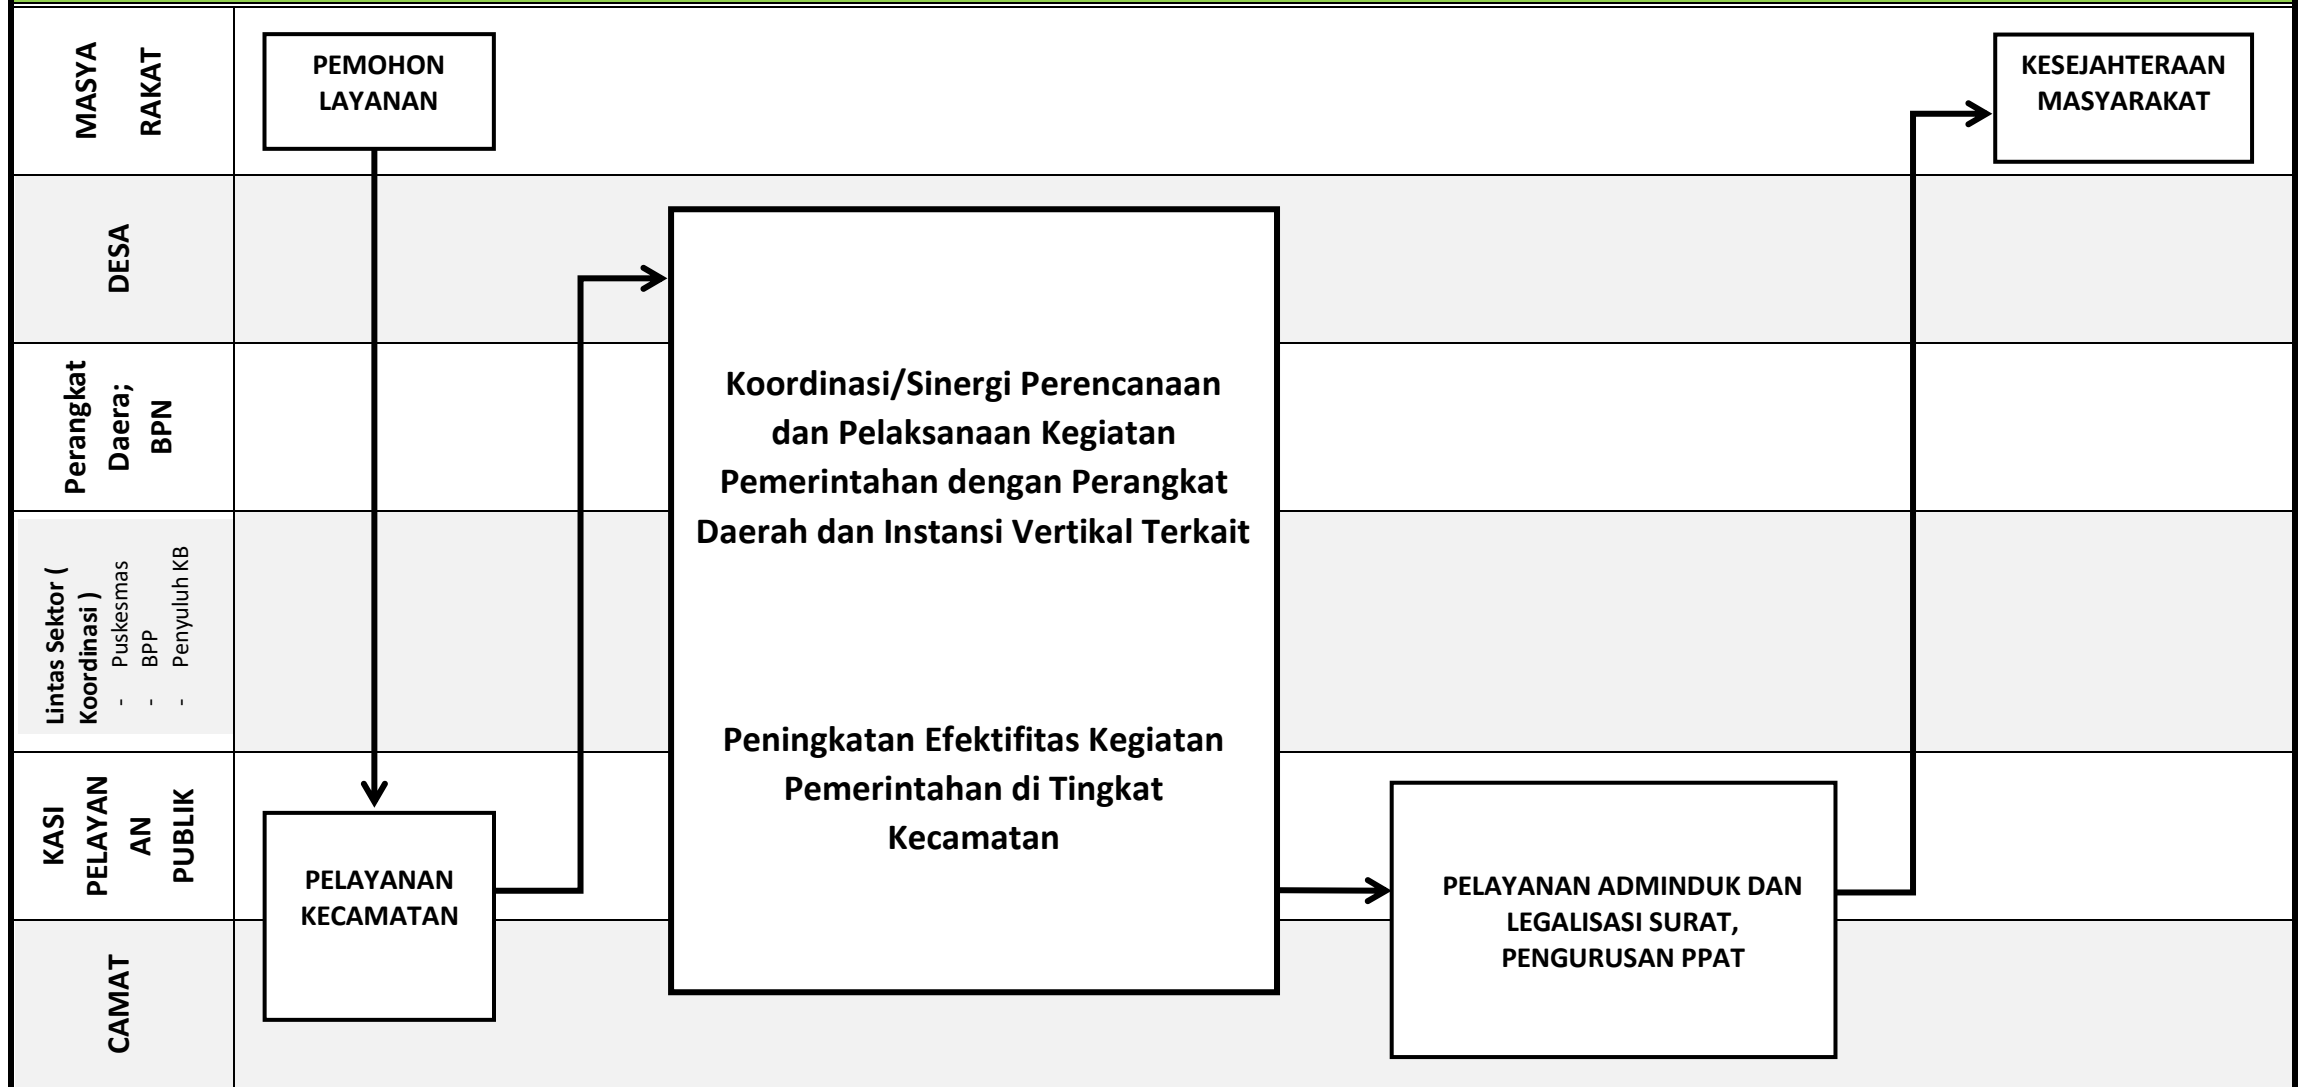 MASYA
RAKAT
PEMOHON
LAYANAN
KESEJAHTERAAN
MASYARAKAT
DESA
Perangkat
Daera;
BPN
Koordinasi/Sinergi Perencanaan
dan Pelaksanaan Kegiatan
Pemerintahan dengan Perangkat
Daerah dan Instansi Vertikal Terkait
Lintas Sektor (
Koordinasi )
- Puskesmas
- BPP
- Penyuluh KB
Peningkatan Efektifitas Kegiatan
Pemerintahan di Tingkat
Kecamatan
KASI
PELAYAN
AN
PUBLIK
PELAYANAN
KECAMATAN
PELAYANAN ADMINDUK DAN
LEGALISASI SURAT,
PENGURUSAN PPAT
CAMAT